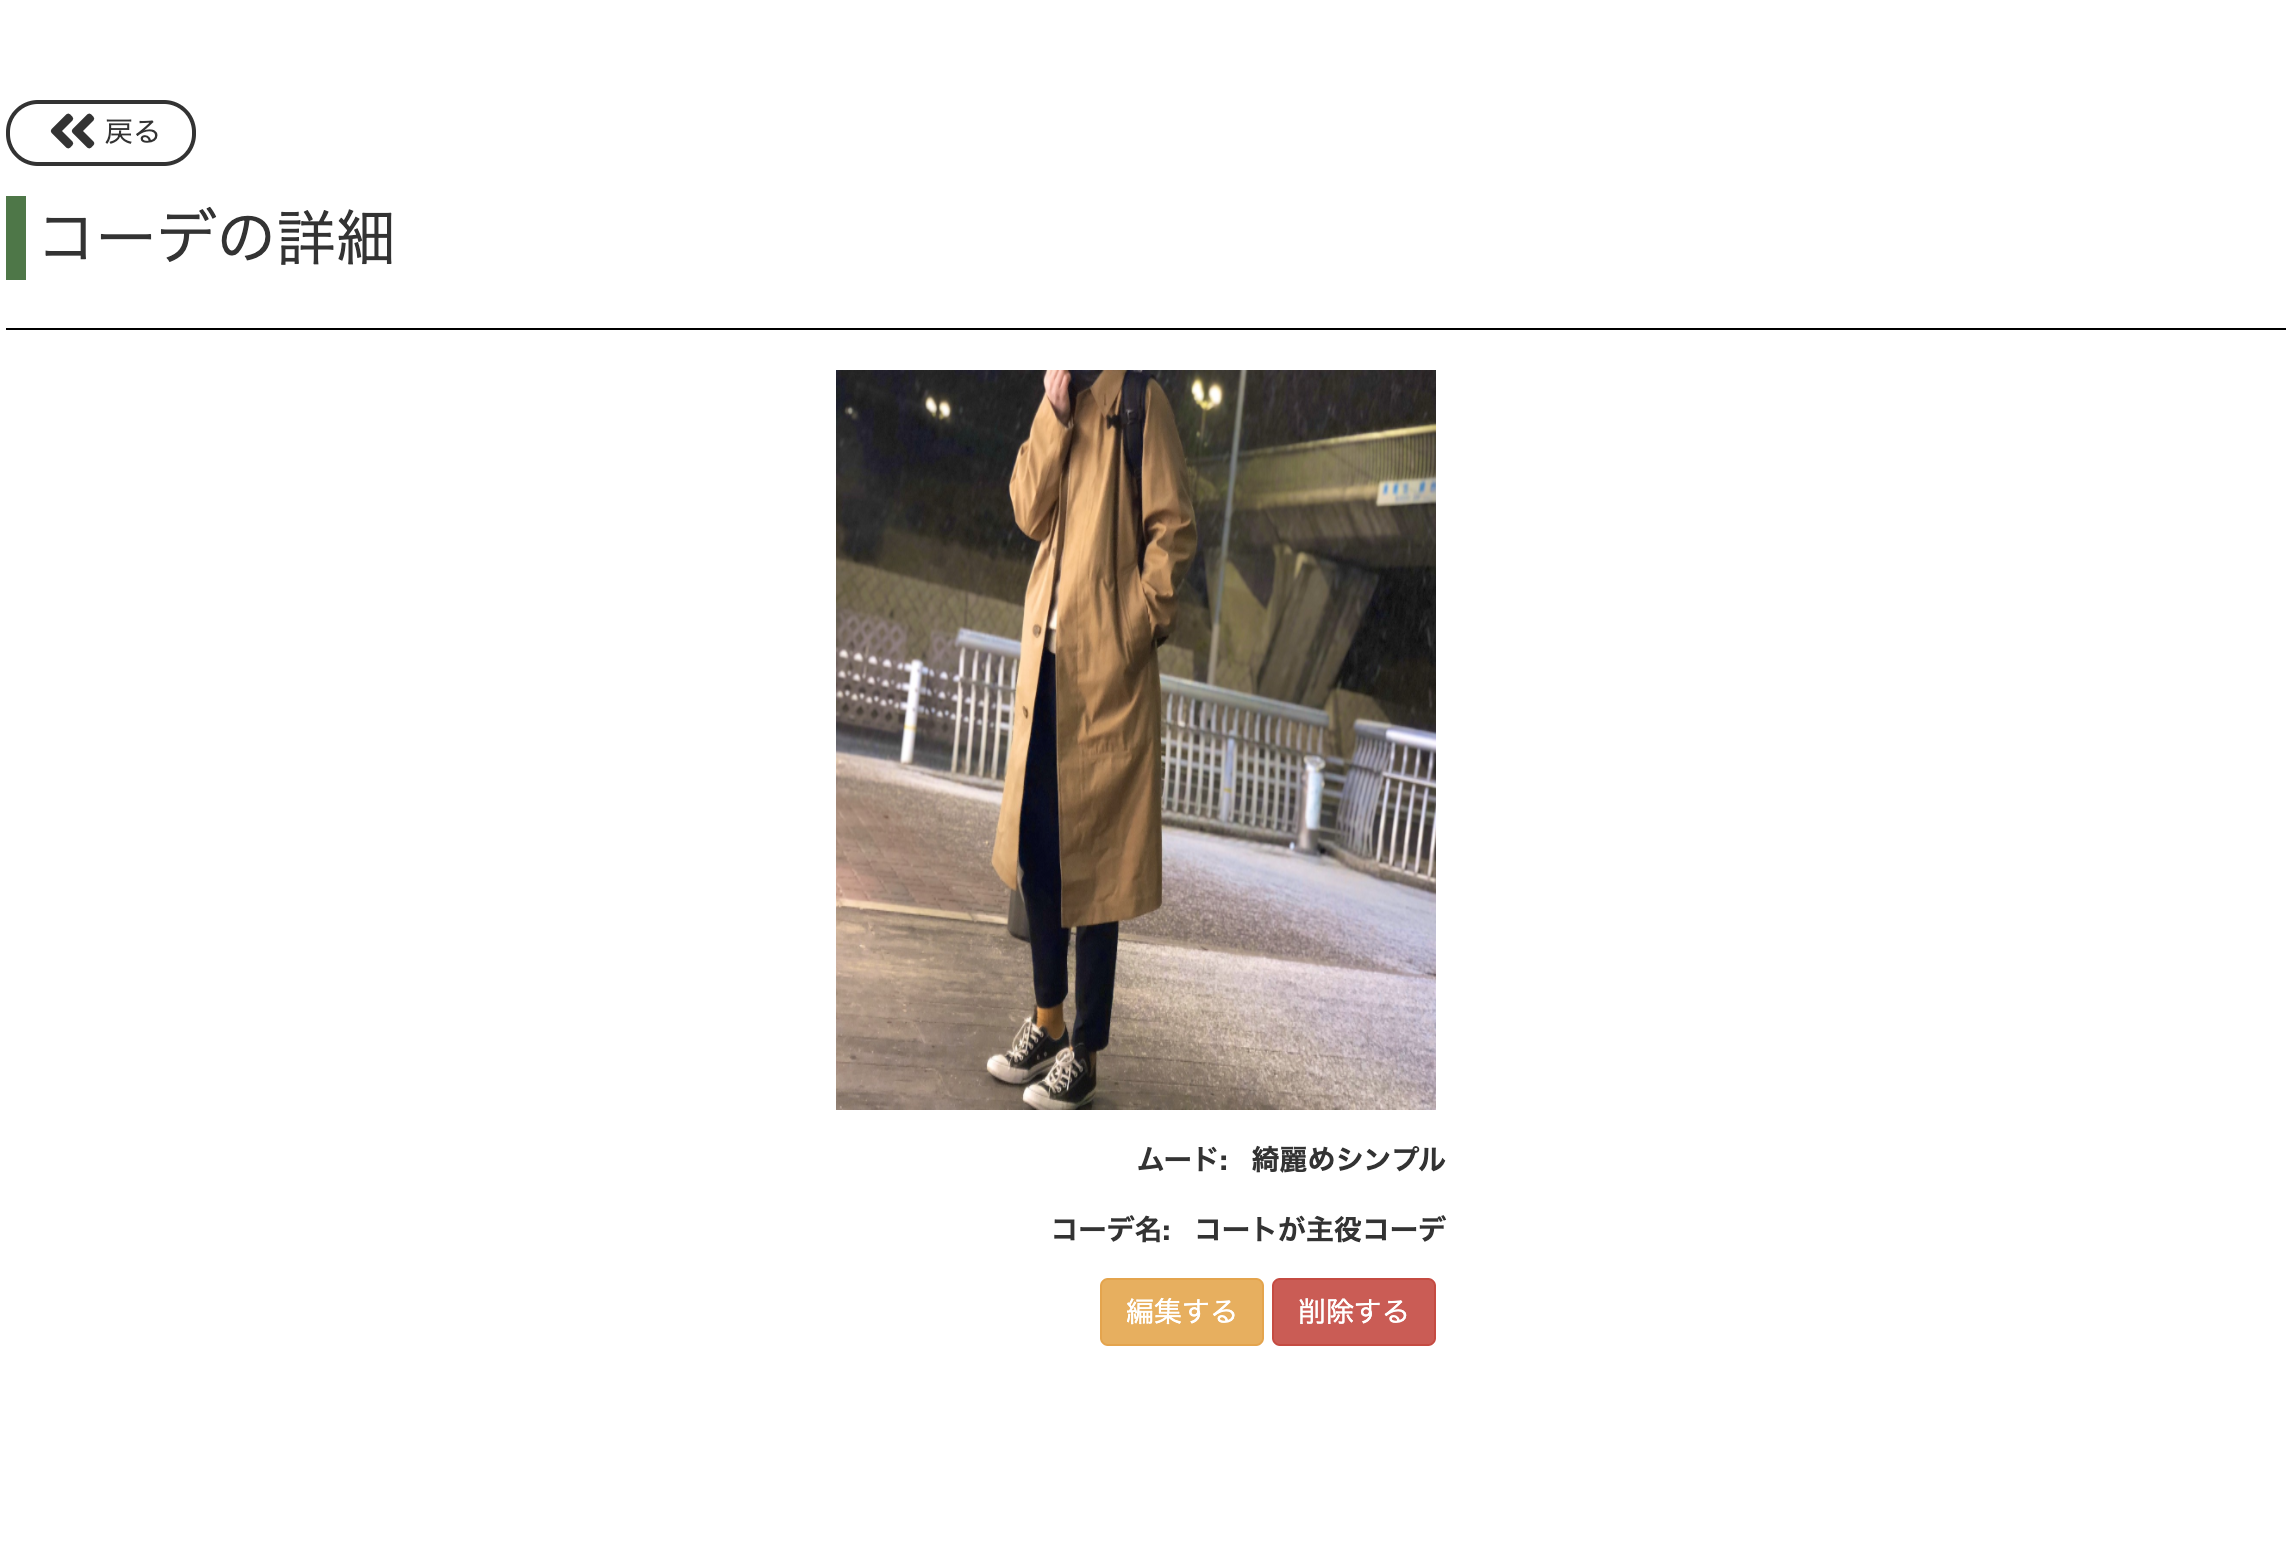 戻る
コーデの詳細
ムード: 綺麗めシンプル
コーデ名: コートが主役コーデ
編集する 削除する